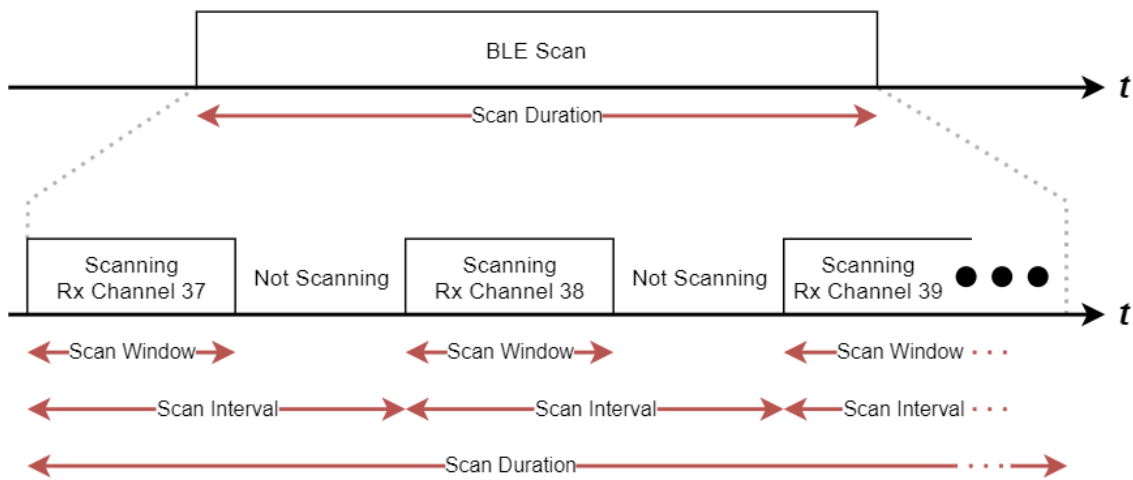 BLE Scan
t
Scan Duration
Scanning
Rx Channel 37
Not Scanning
Scanning
Rx Channel 38
Not Scanning
Scanning
Rx Channel 39
t
Scan Window
Scan Window
Scan Window
Scan Interval
Scan Interval
Scan Interval
Scan Duration